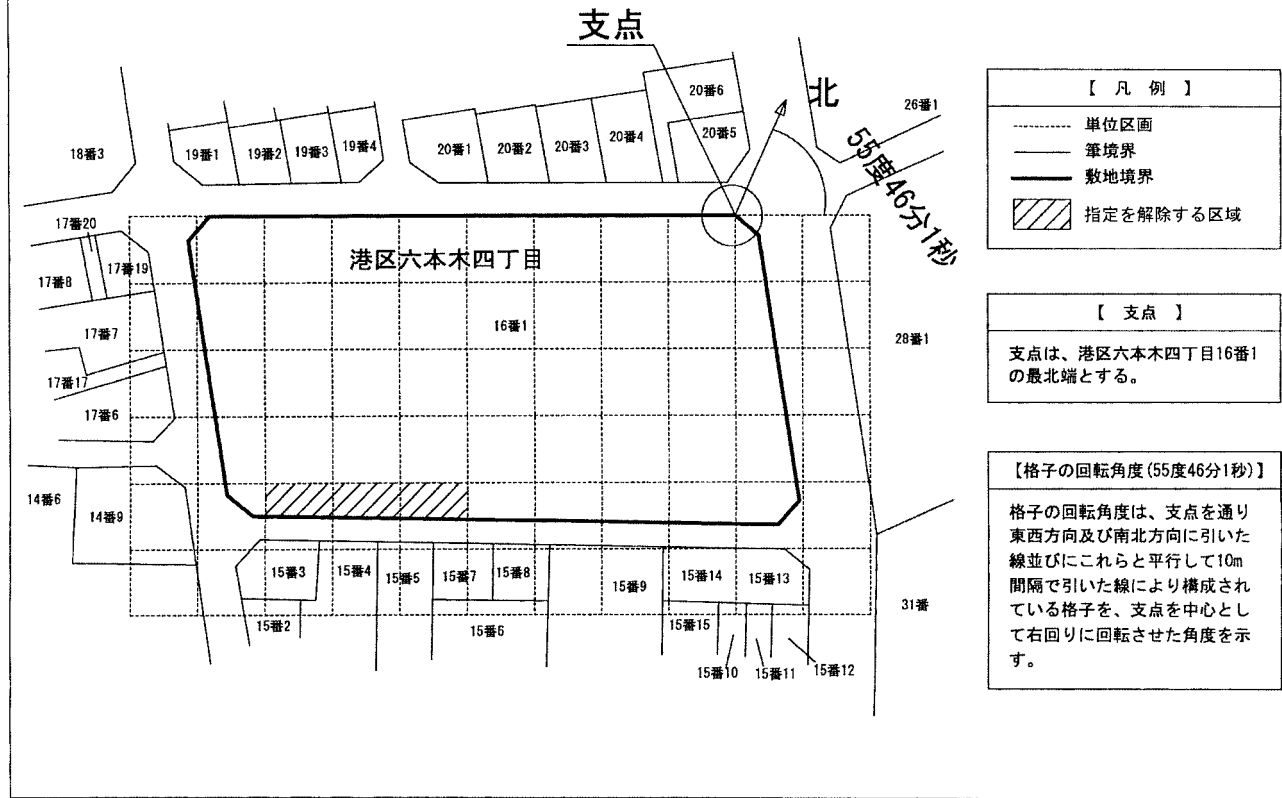 支点
北
55度46分1秒
26番1
18番3
19番1
19番2
19番3
19番4
20番1
20番2
20番3
20番4
20番6
20番5
17番20
17番8
17番19
港区六本木四丁目
16番1
17番7
17番17
17番6
28番1
14番6
14番9
15番3
15番4
15番5
15番7
15番8
15番9
15番14
15番13
31番
15番2
15番6
15番15
15番10
15番11
15番12
【 凡 例 】
単位区画
筆境界
敷地境界
指定を解除する区域
【 支点 】
支点は、港区六本木四丁目16番1
の最北端とする。
【格子の回転角度(55度46分1秒)】
格子の回転角度は、支点を通り
東西方向及び南北方向に引いた
線並びにこれらと平行して10m
間隔で引いた線により構成され
ている格子を、支点を中心とし
て右回りに回転させた角度を示
す。